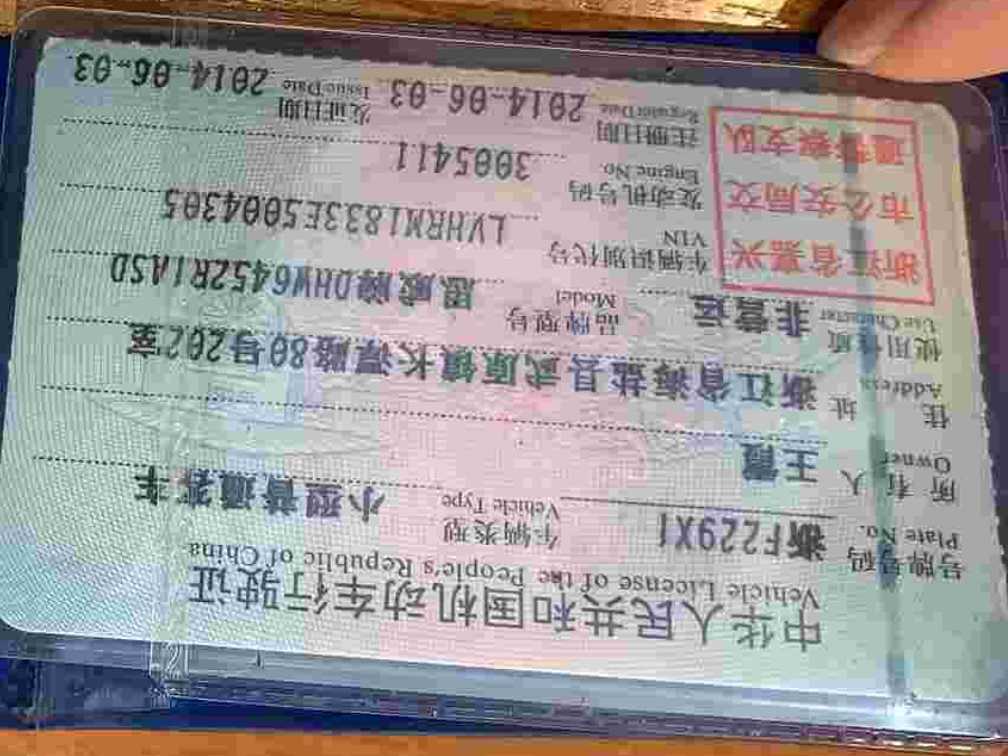 中华人民共和国机动车行驶证
Vehicle License of the People's Republic of China
号牌号码 浙F229X1 车辆类型 小型普通客车
Plate No. Vehicle Type
所有人 王霞
Owner
住址 浙江省海盐县武原镇长潭路80号202室
Address
使用性质 非营运 品牌型号 思威牌DHW6452R1ASD
Use Character Model
浙江省嘉兴
市公安局交
通警察支队
车辆识别代号 LVHRM1833E5004305
VIN
发动机号码 3005411
Engine No.
注册日期 2014-06-03 发证日期 2014-06-03
Register Date Issue Date